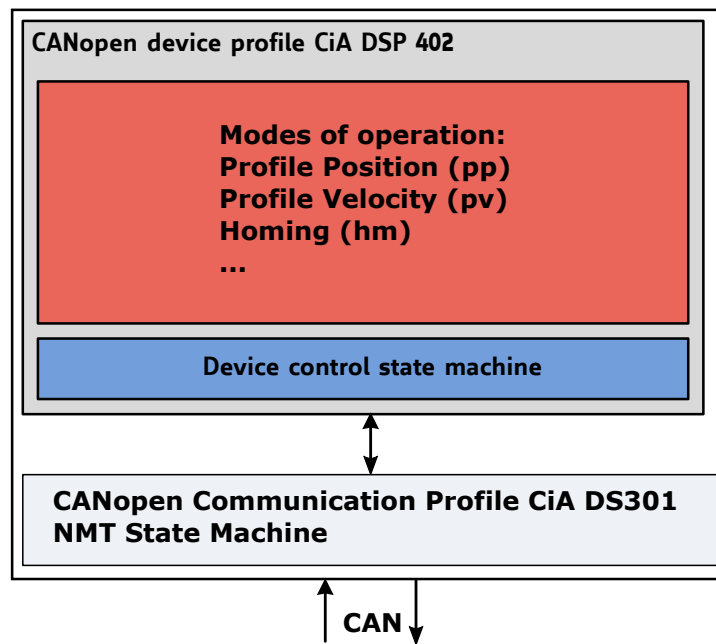 CANopen device profile CiA DSP 402
Modes of operation:
Profile Position (pp)
Profile Velocity (pv)
Homing (hm)
...
Device control state machine
CANopen Communication Profile CiA DS301
NMT State Machine
CAN